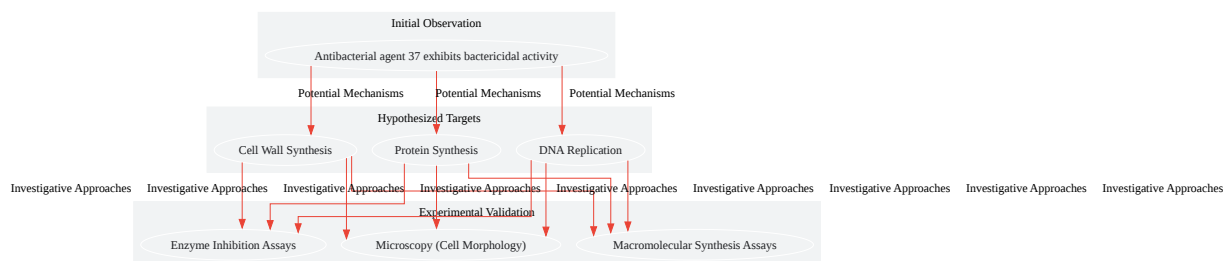 Initial Observation
Antibacterial agent 37 exhibits bactericidal activity
Potential Mechanisms Potential Mechanisms Potential Mechanisms
Hypothesized Targets
Cell Wall Synthesis Protein Synthesis DNA Replication
Investigative Approaches Investigative Approaches Investigative Approaches Investigative Approaches Investigative Approaches Investigative Approaches Investigative Approaches Investigative Approaches Investigative Approaches
Experimental Validation
Enzyme Inhibition Assays Microscopy (Cell Morphology) Macromolecular Synthesis Assays